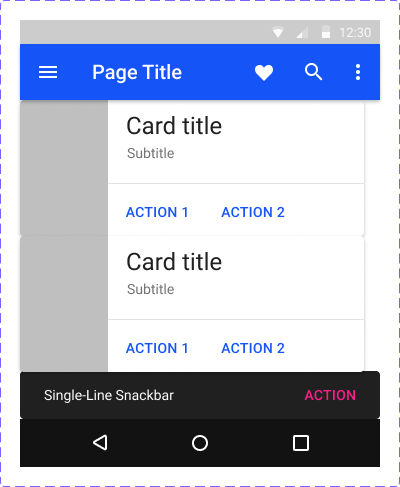 12:30
Page Title
Card title
Subtitle
ACTION 1 ACTION 2
Card title
Subtitle
ACTION 1 ACTION 2
Single-Line Snackbar ACTION